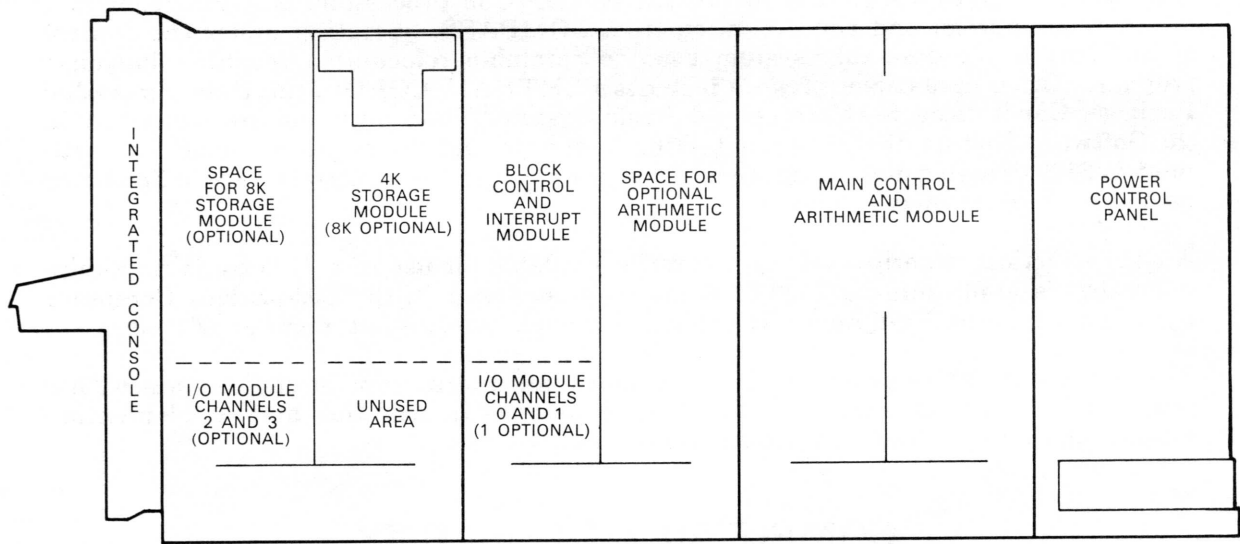 INTEGRATED CONSOLE
SPACE
FOR 8K
STORAGE
MODULE
(OPTIONAL)
4K
STORAGE
MODULE
(8K OPTIONAL)
BLOCK
CONTROL
AND
INTERRUPT
MODULE
SPACE FOR
OPTIONAL
ARITHMETIC
MODULE
MAIN CONTROL
AND
ARITHMETIC MODULE
POWER
CONTROL
PANEL
I/O MODULE
CHANNELS
2 AND 3
(OPTIONAL)
UNUSED
AREA
I/O MODULE
CHANNELS
0 AND 1
(1 OPTIONAL)